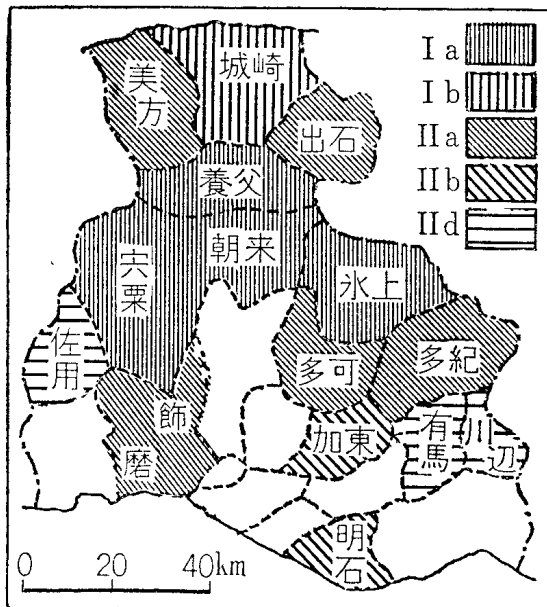 城崎
美方
出石
養父
宍粟
朝来
氷上
佐用
多可
多紀
飾磨
加東
有馬
川辺
明石
Ia
Ib
IIa
IIb
IId
0 20 40km